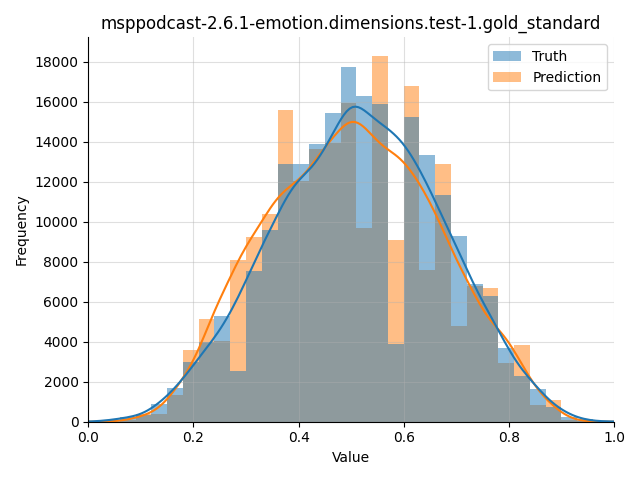 msppodcast-2.6.1-emotion.dimensions.test-1.gold_standard
Truth
Prediction
18000
16000
14000
12000
10000
8000
6000
4000
2000
0
Frequency
0.0 0.2 0.4 0.6 0.8 1.0
Value